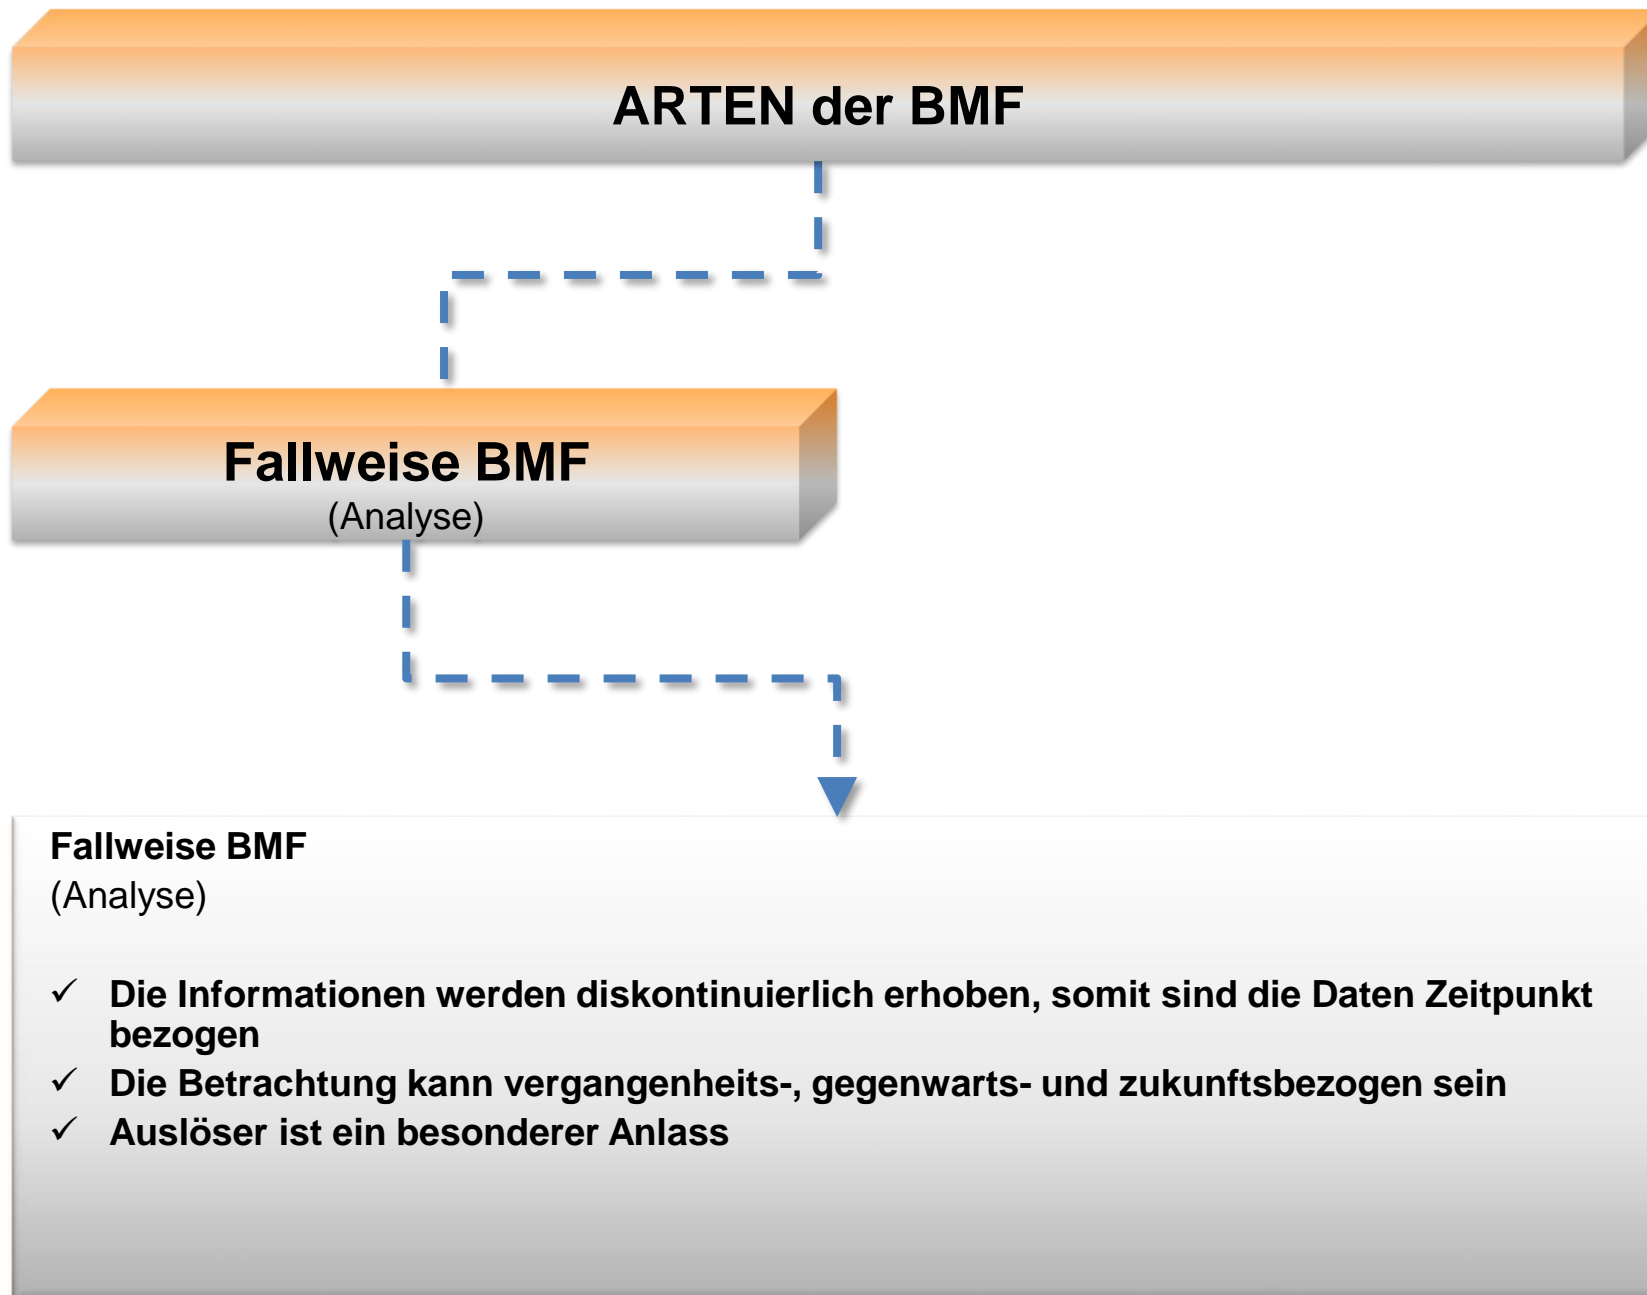 ARTEN der BMF
Fallweise BMF
(Analyse)
Fallweise BMF
(Analyse)
✓ Die Informationen werden diskontinuierlich erhoben, somit sind die Daten Zeitpunkt
bezogen
✓ Die Betrachtung kann vergangenheits-, gegenwarts- und zukunftsbezogen sein
✓ Auslöser ist ein besonderer Anlass